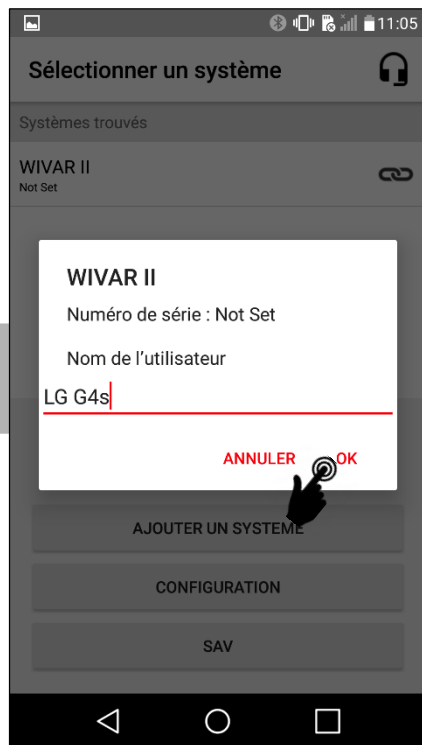 11:05
Sélectionner un système
Systèmes trouvés
WIVAR II
Not Set
WIVAR II
Numéro de série : Not Set
Nom de l'utilisateur
LG G4s
ANNULER OK
AJOUTER UN SYSTEME
CONFIGURATION
SAV